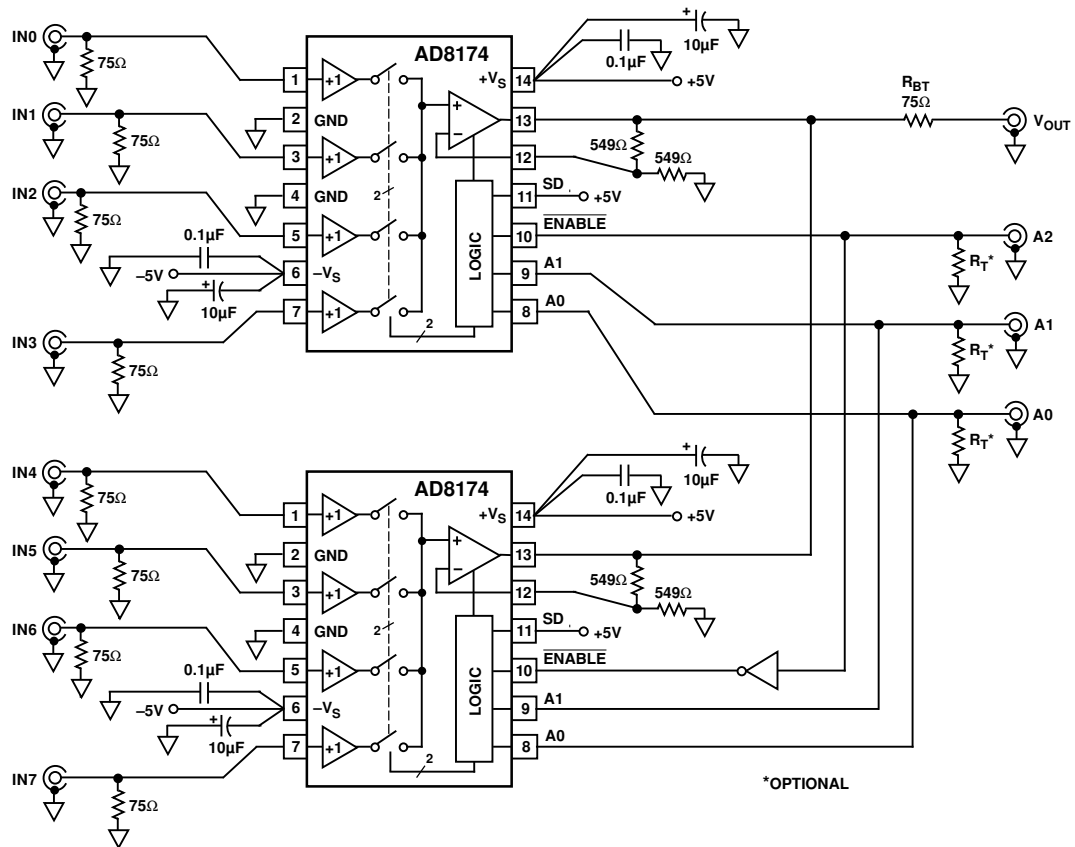 IN0
75Ω
IN1
75Ω
IN2
75Ω
0.1µF
–5V
10µF
IN3
75Ω
AD8174
1 +1
2 GND
3 +1
4 GND
5 +1
6 –VS
7 +1
2
2
LOGIC
+
–
+VS 14
13
12
11 SD +5V
10 ENABLE
9 A1
8 A0
+
10µF
0.1µF
+5V
549Ω
549Ω
+
RBT
75Ω
VOUT
A2
RT*
A1
RT*
A0
RT*
IN4
75Ω
IN5
75Ω
IN6
75Ω
0.1µF
–5V
10µF
+
IN7
75Ω
AD8174
1 +1
2 GND
3 +1
4 GND
5 +1
6 –VS
7 +1
2
2
LOGIC
+
–
+VS 14
13
12
11 SD +5V
10 ENABLE
9 A1
8 A0
+
10µF
0.1µF
+5V
549Ω
549Ω
*OPTIONAL